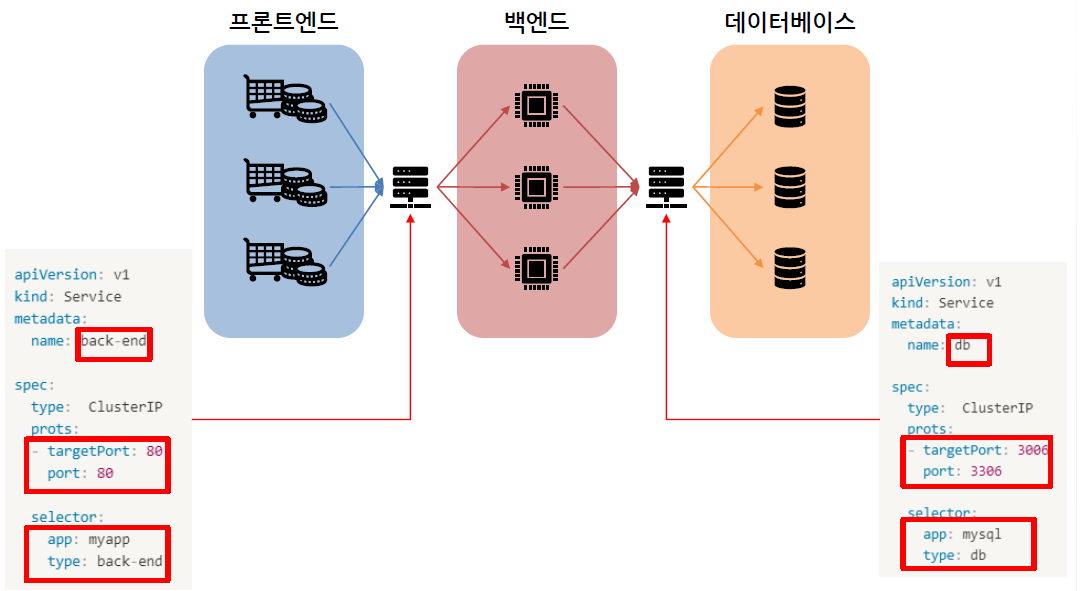 프론트엔드
백엔드
데이터베이스
apiVersion: v1
kind: Service
metadata:
name: back-end
spec:
type: ClusterIP
prots:
- targetPort: 80
port: 80
selector:
app: myapp
type: back-end
apiVersion: v1
kind: Service
metadata:
name: db
spec:
type: ClusterIP
prots:
- targetPort: 3006
port: 3306
selector:
app: mysql
type: db